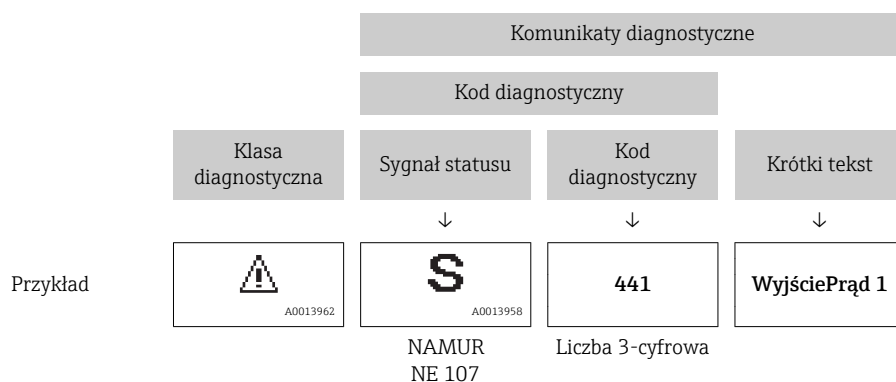 Komunikaty diagnostyczne
Kod diagnostyczny
Klasa
diagnostyczna
Sygnał statusu
Kod
diagnostyczny
Krótki tekst
↓ ↓ ↓
Przykład
A0013962
S
A0013958
441
WyjściePrąd 1
NAMUR
NE 107
Liczba 3-cyfrowa